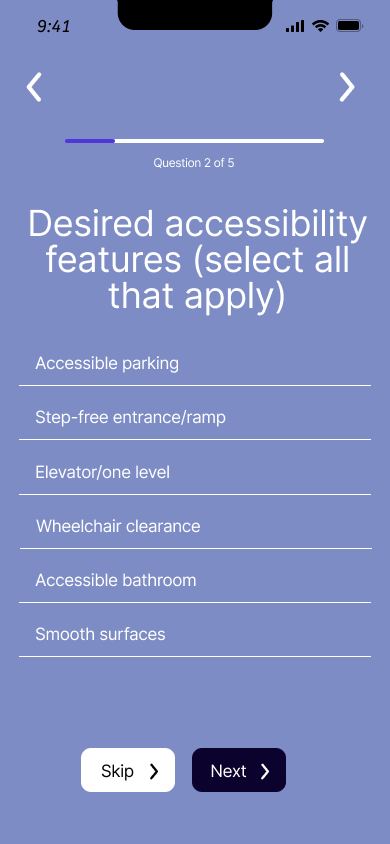 9:41
Question 2 of 5
Desired accessibility
features (select all
that apply)
Accessible parking
Step-free entrance/ramp
Elevator/one level
Wheelchair clearance
Accessible bathroom
Smooth surfaces
Skip
Next